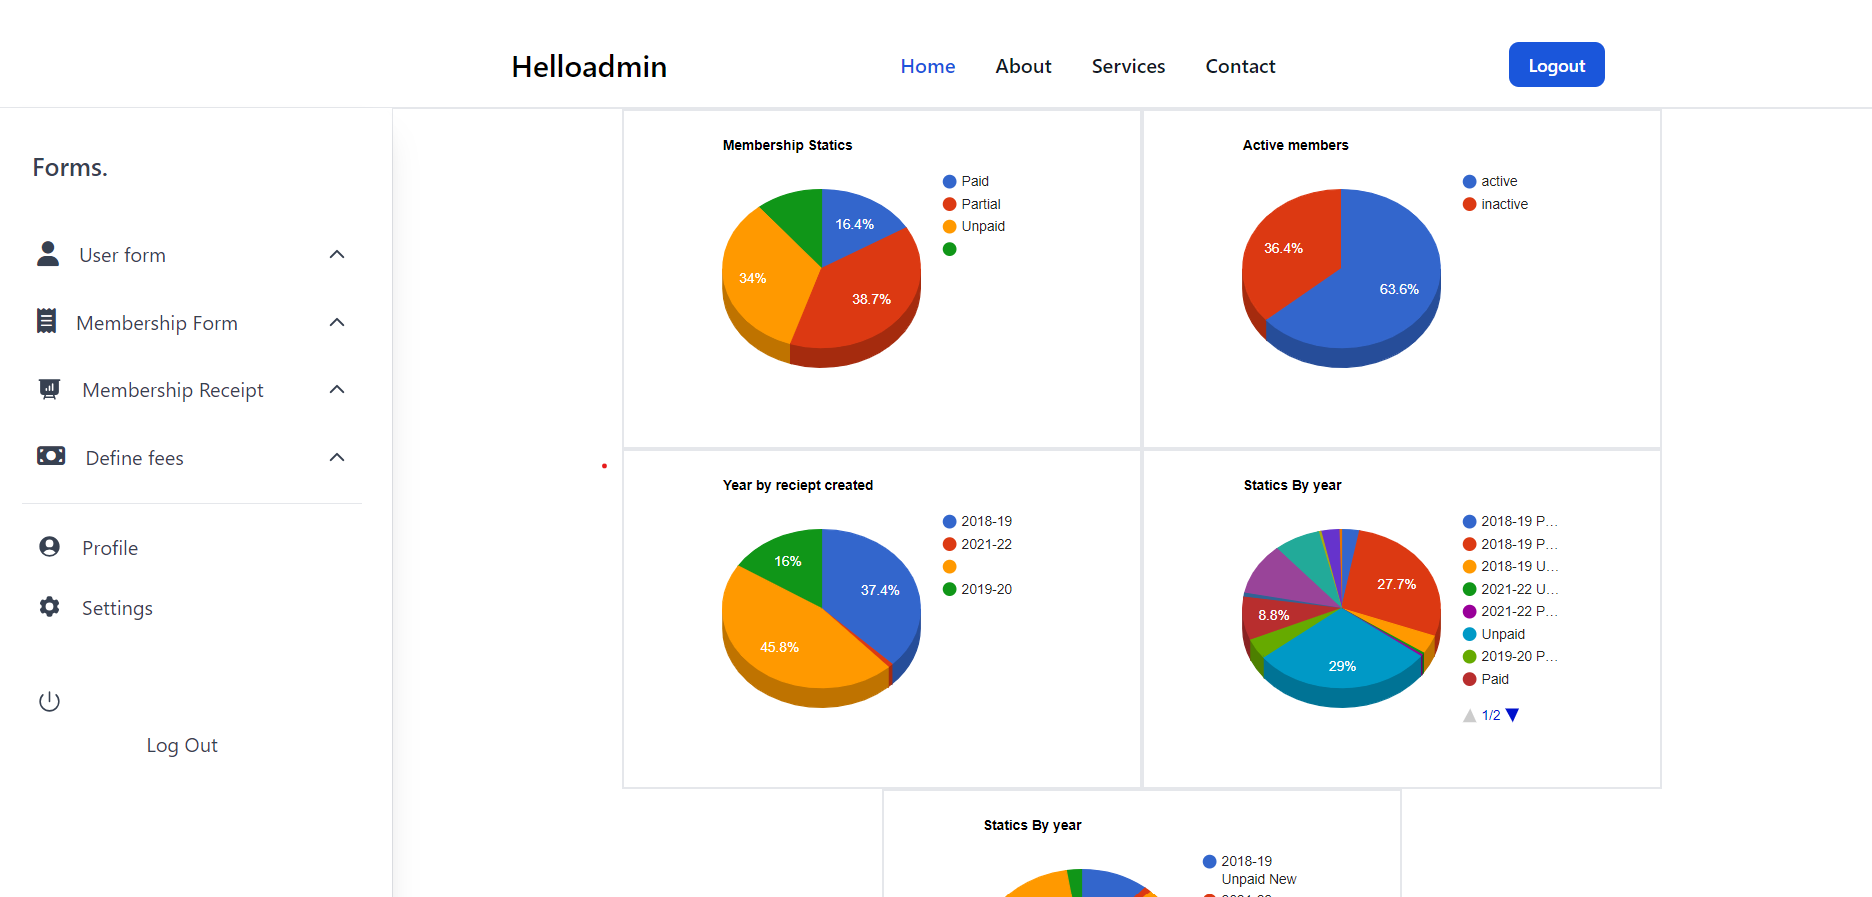 Helloadmin
Home
About
Services
Contact
Logout
Forms.
User form
Membership Form
Membership Receipt
Define fees
Profile
Settings
Log Out
Membership Statics
Paid
Partial
Unpaid
16.4%
34%
38.7%
Active members
active
inactive
36.4%
63.6%
Year by reciept created
2018-19
2021-22
2019-20
16%
37.4%
45.8%
Statics By year
2018-19 P...
2018-19 P...
2018-19 U...
2021-22 U...
2021-22 P...
Unpaid
2019-20 P...
Paid
1/2
27.7%
8.8%
29%
Statics By year
2018-19
Unpaid New